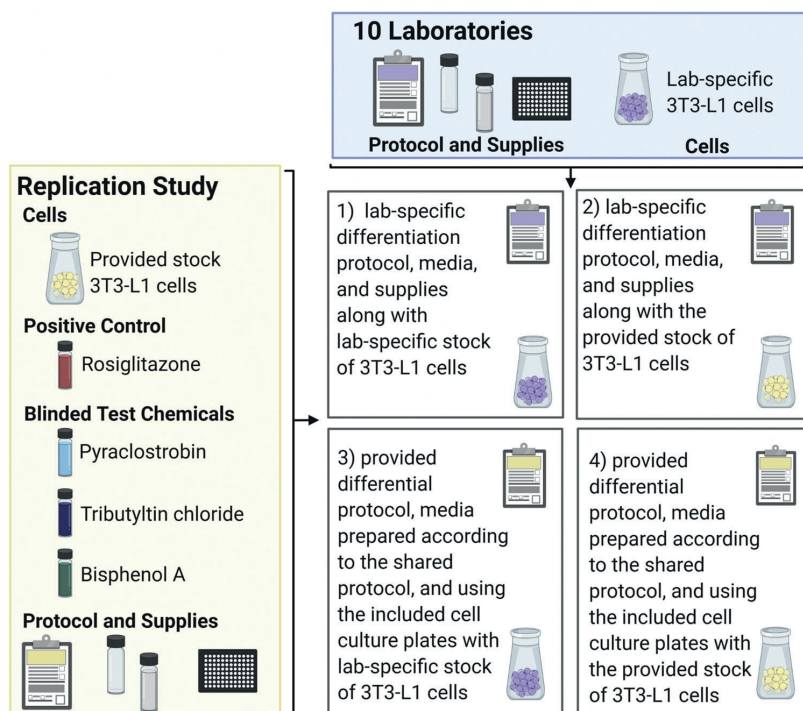 10 Laboratories
Lab-specific
3T3-L1 cells
Protocol and Supplies
Cells
Replication Study
Cells
Provided stock
3T3-L1 cells
Positive Control
Rosiglitazone
Blinded Test Chemicals
Pyraclostrobin
Tributyltin chloride
Bisphenol A
Protocol and Supplies
1) lab-specific
differentiation
protocol, media,
and supplies
along with
lab-specific stock
of 3T3-L1 cells
2) lab-specific
differentiation
protocol, media,
and supplies
along with the
provided stock of
3T3-L1 cells
3) provided
differential
protocol, media
prepared according
to the shared
protocol, and using
the included cell
culture plates with
lab-specific stock
of 3T3-L1 cells
4) provided
differential
protocol, media
prepared according
to the shared
protocol, and using
the included cell
culture plates with
the provided stock
of 3T3-L1 cells